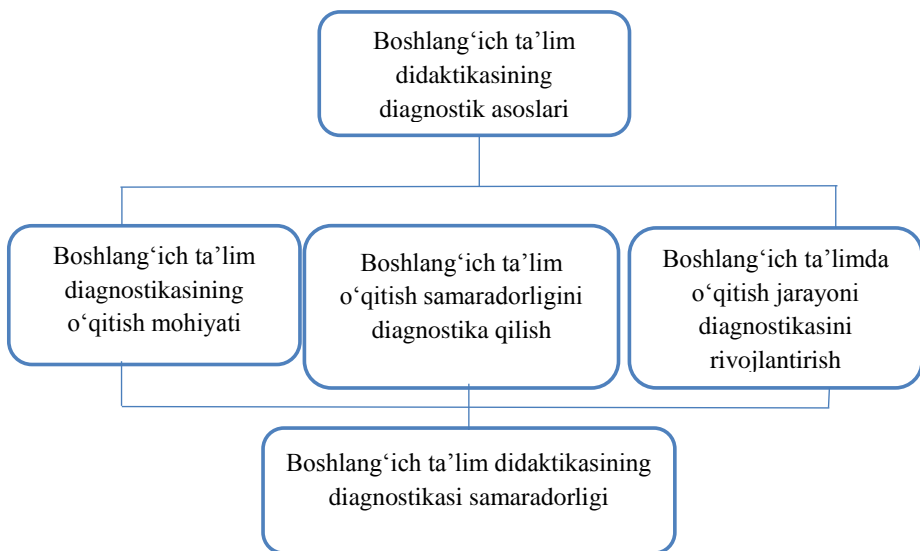 Boshlang‘ich ta’lim
didaktikasining
diagnostik asoslari
Boshlang‘ich ta’lim
diagnostikasining
o‘qitish mohiyati
Boshlang‘ich ta’lim
o‘qitish samaradorligini
diagnostika qilish
Boshlang‘ich ta’limda
o‘qitish jarayoni
diagnostikasini
rivojlantirish
Boshlang‘ich ta’lim didaktikasining
diagnostikasi samaradorligi